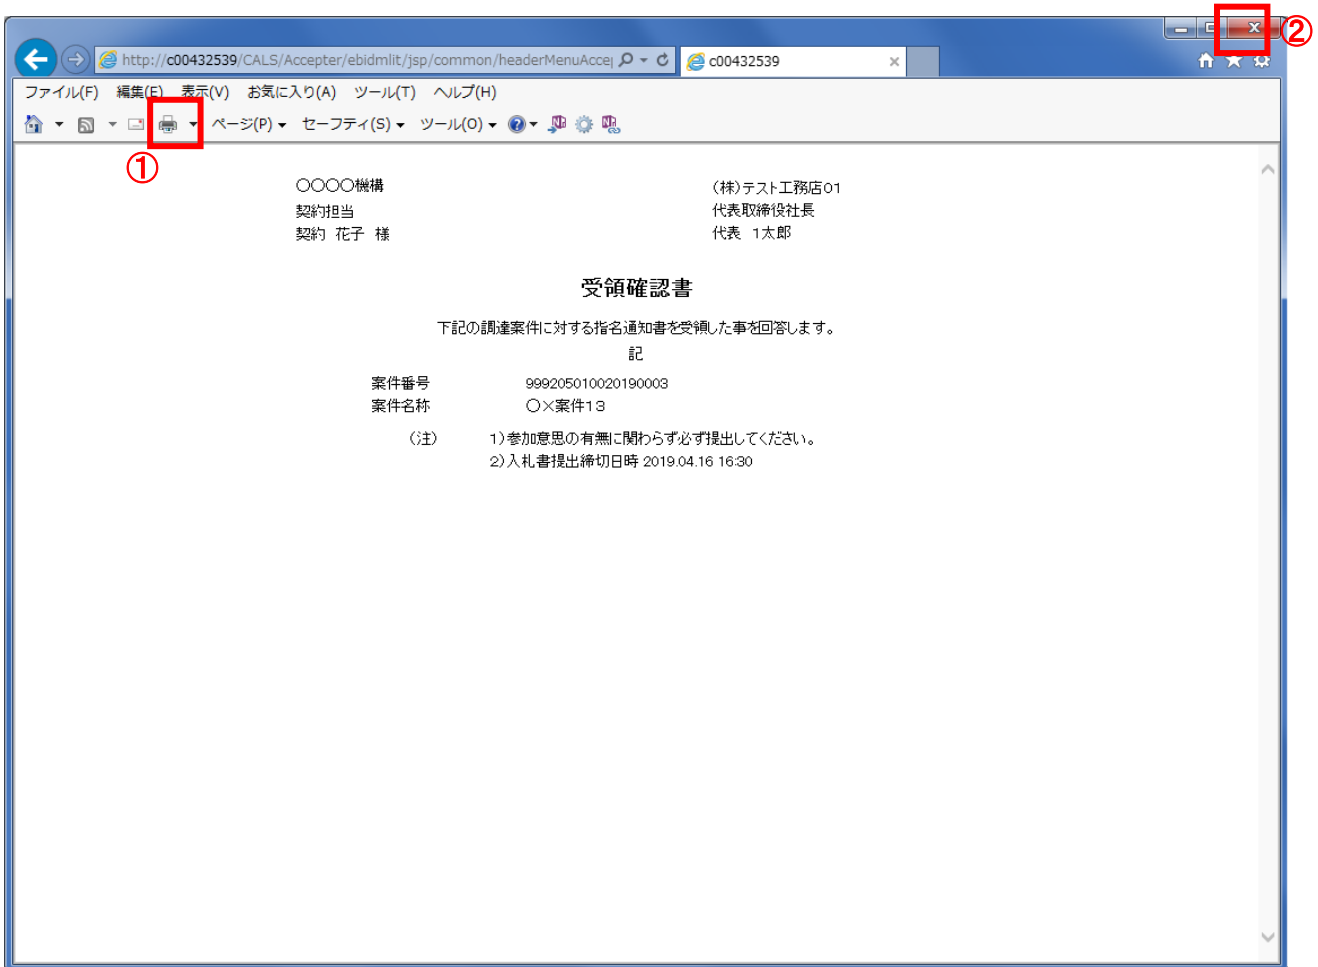 ②
http://c00432539/CALS/Accepter/ebidmlit/jsp/common/headerMenuAccep
c00432539
ファイル(F) 編集(E) 表示(V) お気に入り(A) ツール(T) ヘルプ(H)
ページ(P) セーフティ(S) ツール(O)
①
〇〇〇〇機構 (株)テスト工務店01
契約担当 代表取締役社長
契約 花子 様 代表 1太郎
受領確認書
下記の調達案件に対する指名通知書を受領した事を回答します。
記
案件番号 999205010020190003
案件名称 〇×案件13
(注) 1)参加意思の有無に関わらず必ず提出してください。
2)入札書提出締切日時 2019.04.16 16:30